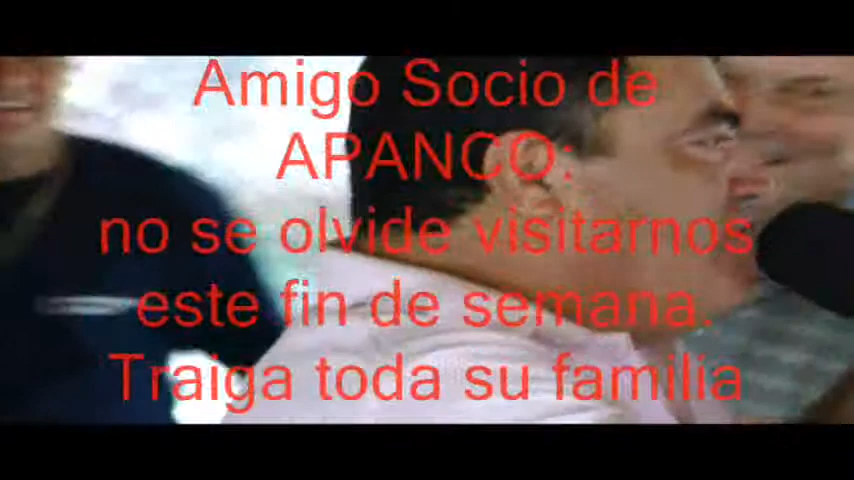 Amigo Socio de
APANCO:
no se olvide visitarnos
este fin de semana.
Traiga toda su familia